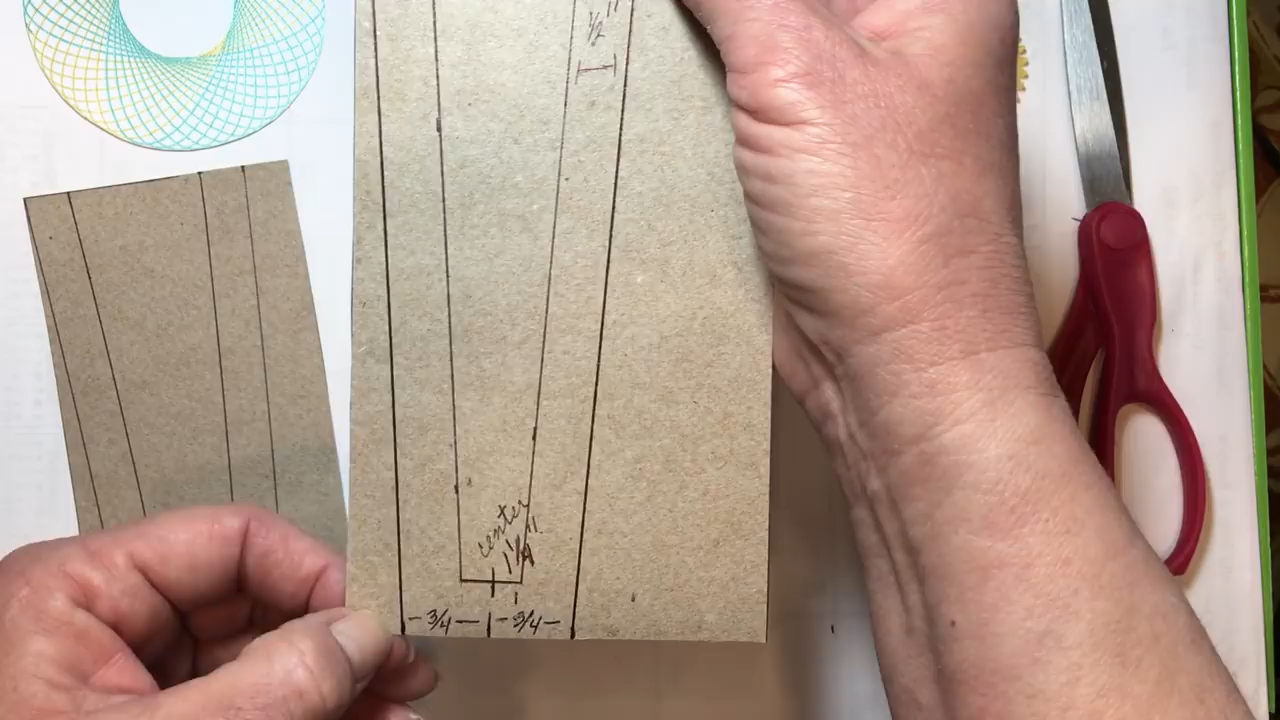 1/2"
center
1 1/4"
-3/4- -3/4-